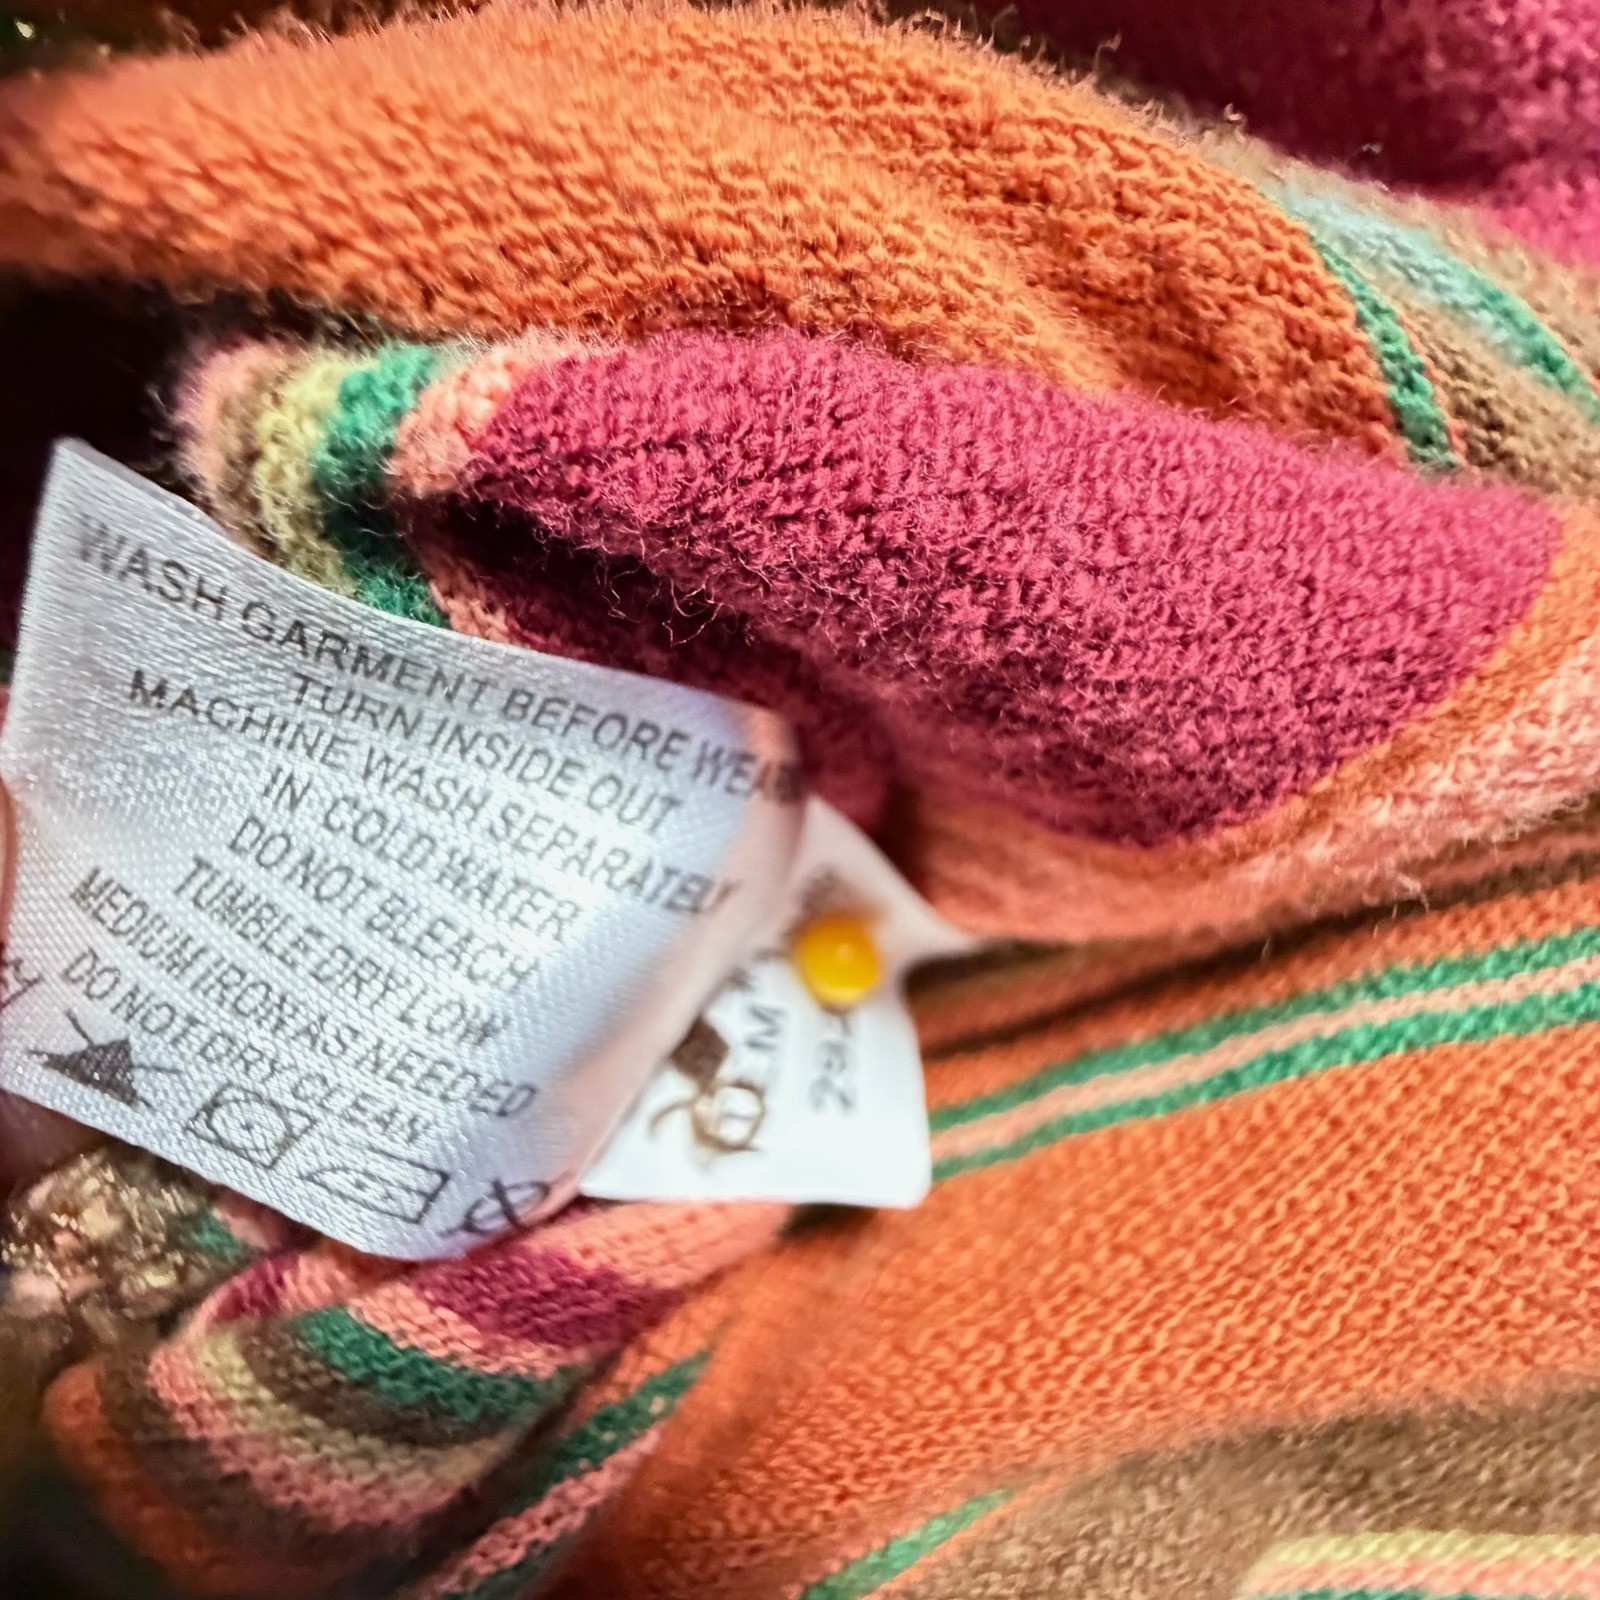 WASH GARMENT BEFORE WEAR
TURN INSIDE OUT
MACHINE WASH SEPARATELY
IN COLD WATER
DO NOT BLEACH
TUMBLE DRY LOW
MEDIUM IRON AS NEEDED
DO NOT DRY CLEAN